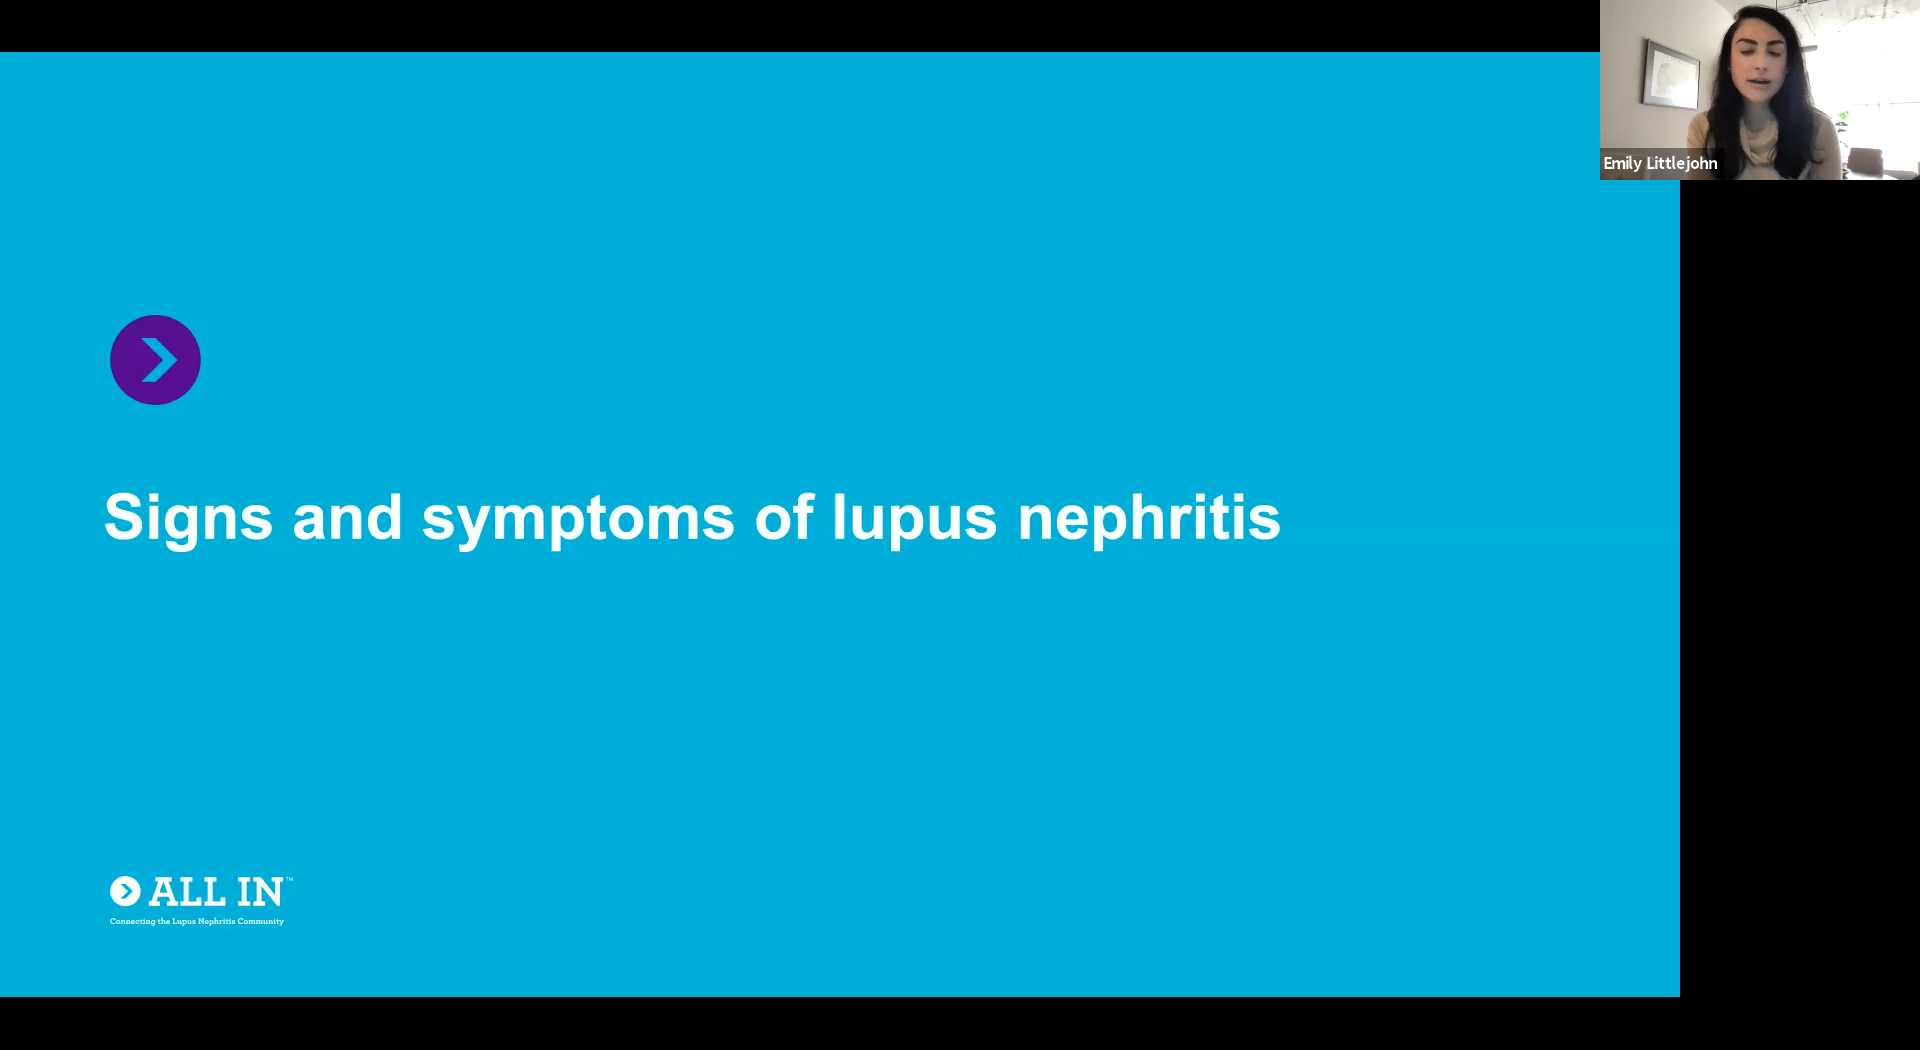 Emily Littlejohn
Signs and symptoms of lupus nephritis
ALL IN™
Connecting the Lupus Nephritis Community